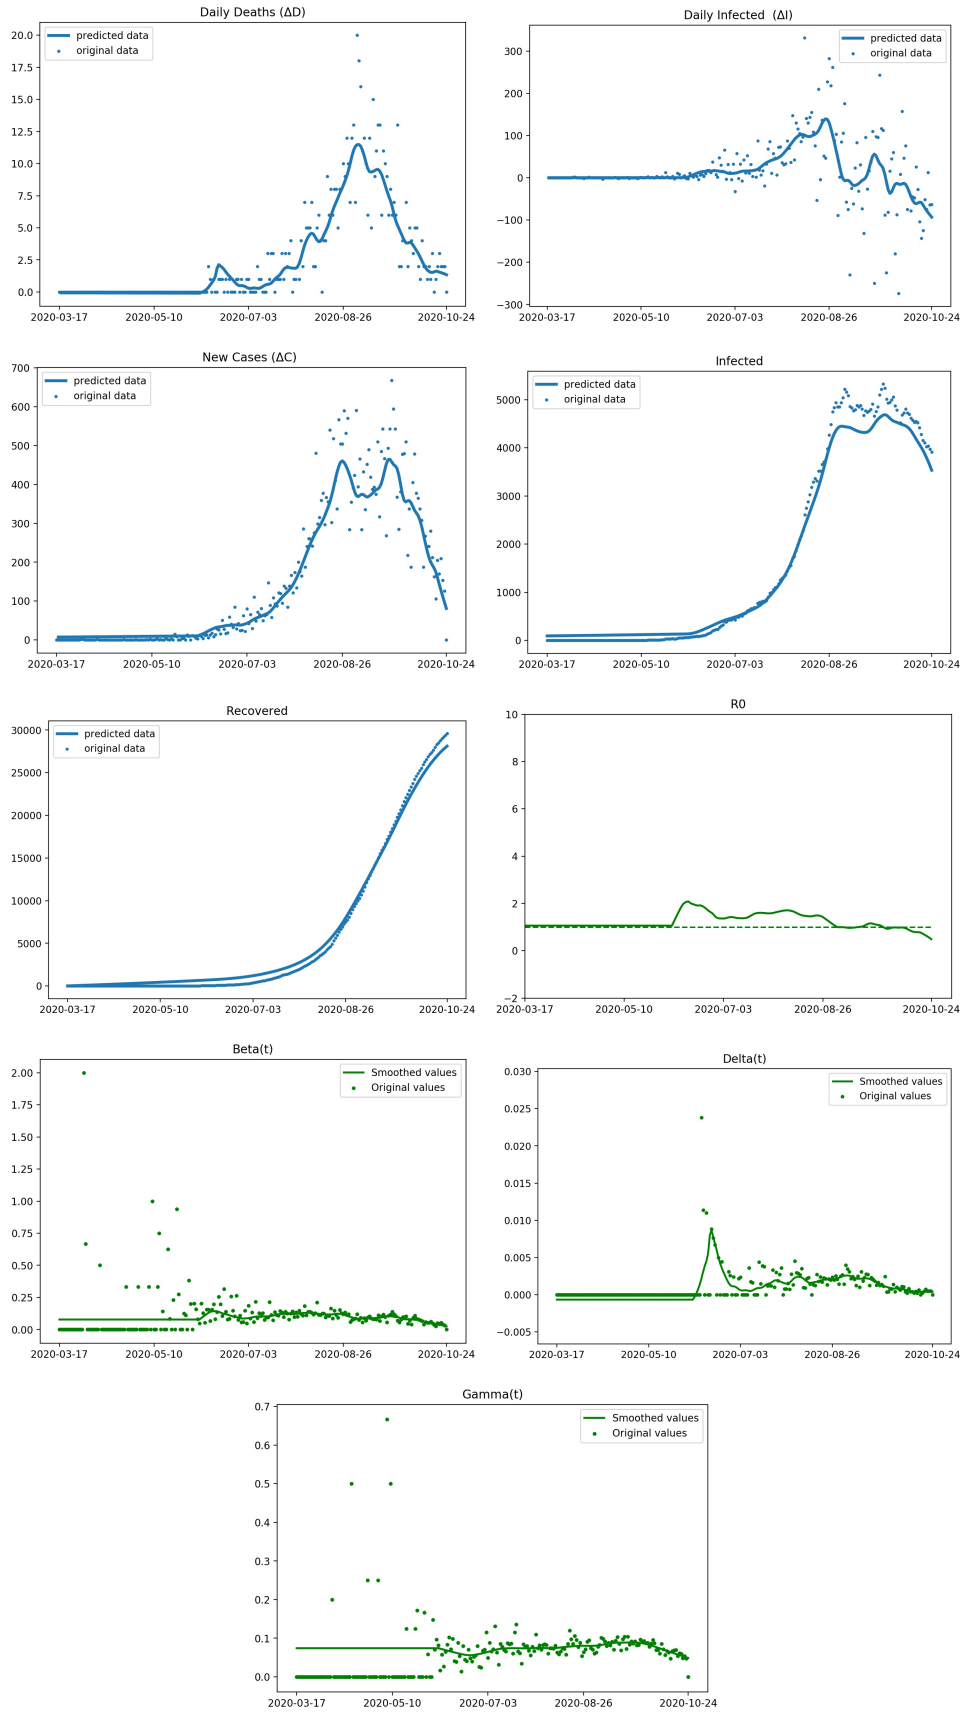 Daily Deaths (ΔD)
predicted data
original data
20.0
17.5
15.0
12.5
10.0
7.5
5.0
2.5
0.0
2020-03-17 2020-05-10 2020-07-03 2020-08-26 2020-10-24
Daily Infected (ΔI)
predicted data
original data
300
200
100
0
−100
−200
−300
2020-03-17 2020-05-10 2020-07-03 2020-08-26 2020-10-24
New Cases (ΔC)
predicted data
original data
700
600
500
400
300
200
100
0
2020-03-17 2020-05-10 2020-07-03 2020-08-26 2020-10-24
Infected
predicted data
original data
5000
4000
3000
2000
1000
0
2020-03-17 2020-05-10 2020-07-03 2020-08-26 2020-10-24
Recovered
predicted data
original data
30000
25000
20000
15000
10000
5000
0
2020-03-17 2020-05-10 2020-07-03 2020-08-26 2020-10-24
R0
10
8
6
4
2
0
−2
2020-03-17 2020-05-10 2020-07-03 2020-08-26 2020-10-24
Beta(t)
Smoothed values
Original values
2.00
1.75
1.50
1.25
1.00
0.75
0.50
0.25
0.00
2020-03-17 2020-05-10 2020-07-03 2020-08-26 2020-10-24
Delta(t)
Smoothed values
Original values
0.030
0.025
0.020
0.015
0.010
0.005
0.000
−0.005
2020-03-17 2020-05-10 2020-07-03 2020-08-26 2020-10-24
Gamma(t)
Smoothed values
Original values
0.7
0.6
0.5
0.4
0.3
0.2
0.1
0.0
2020-03-17 2020-05-10 2020-07-03 2020-08-26 2020-10-24